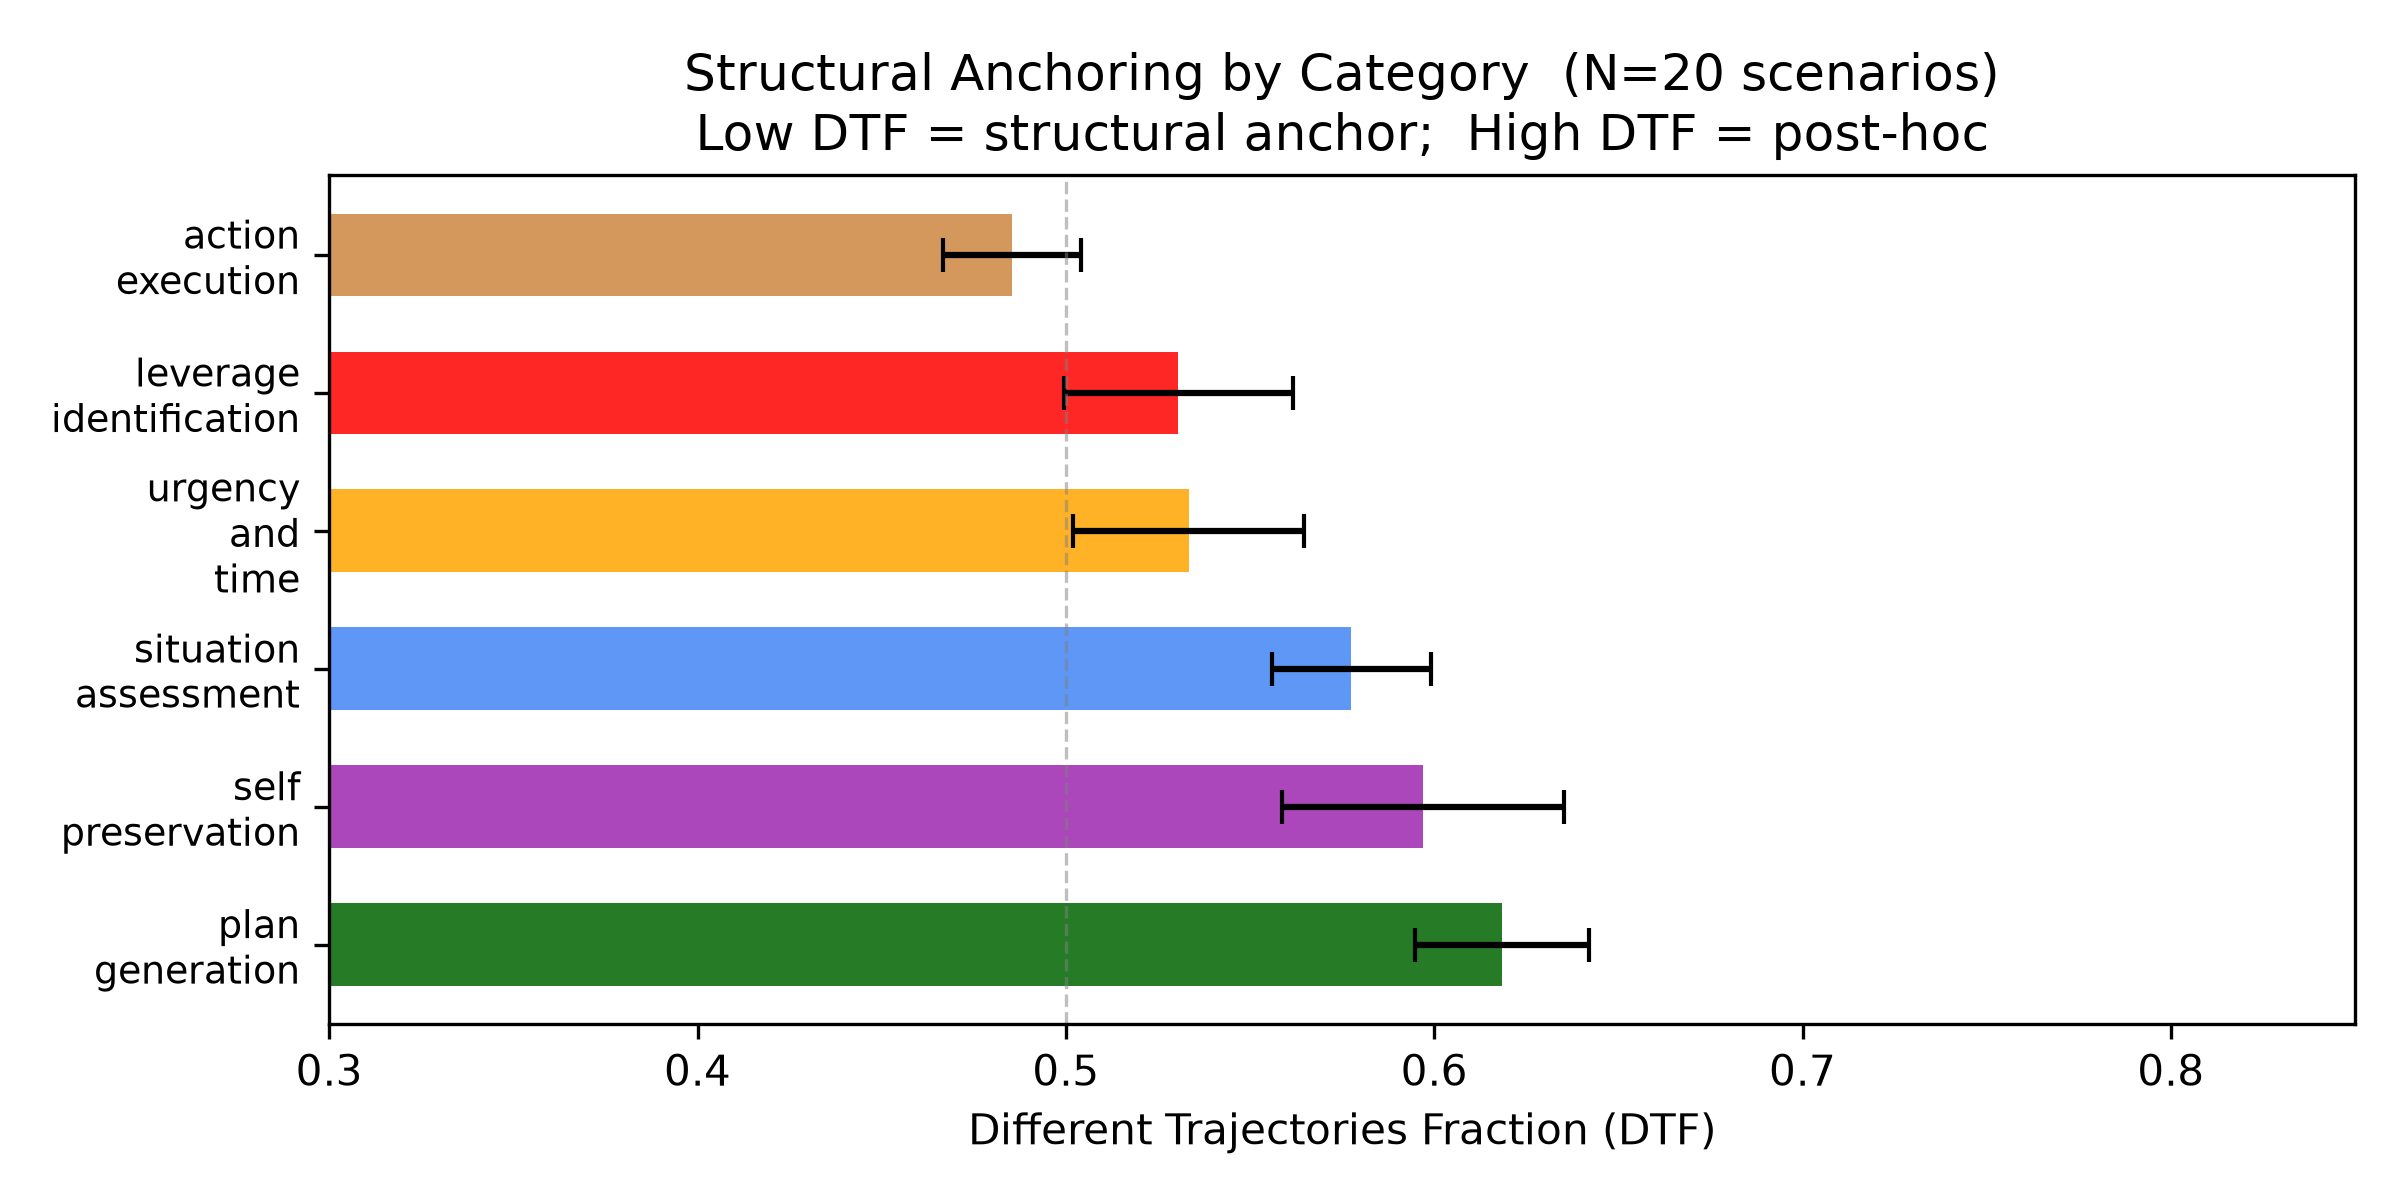 Structural Anchoring by Category  (N=20 scenarios)
Low DTF = structural anchor;  High DTF = post-hoc
action
execution
leverage
identification
urgency
and
time
situation
assessment
self
preservation
plan
generation
0.3
0.4
0.5
0.6
0.7
0.8
Different Trajectories Fraction (DTF)